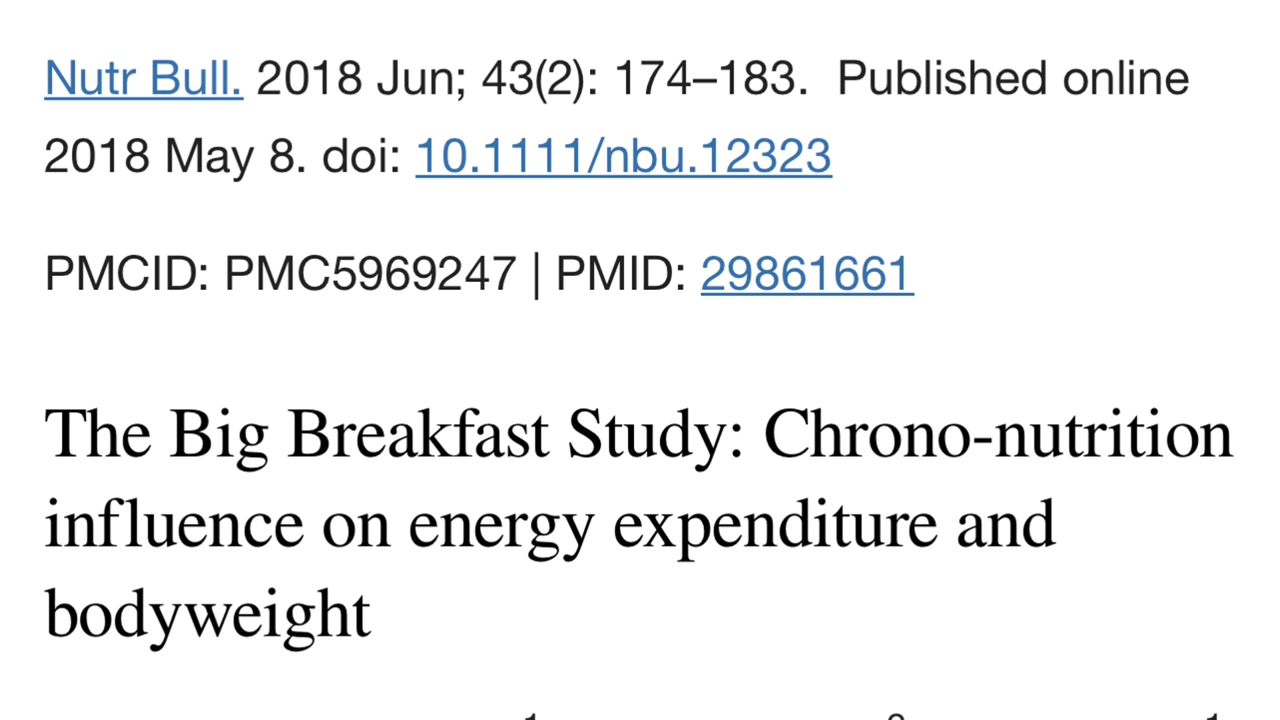 Nutr Bull. 2018 Jun; 43(2): 174–183.  Published online
2018 May 8. doi: 10.1111/nbu.12323
PMCID: PMC5969247 | PMID: 29861661
The Big Breakfast Study: Chrono-nutrition
influence on energy expenditure and
bodyweight